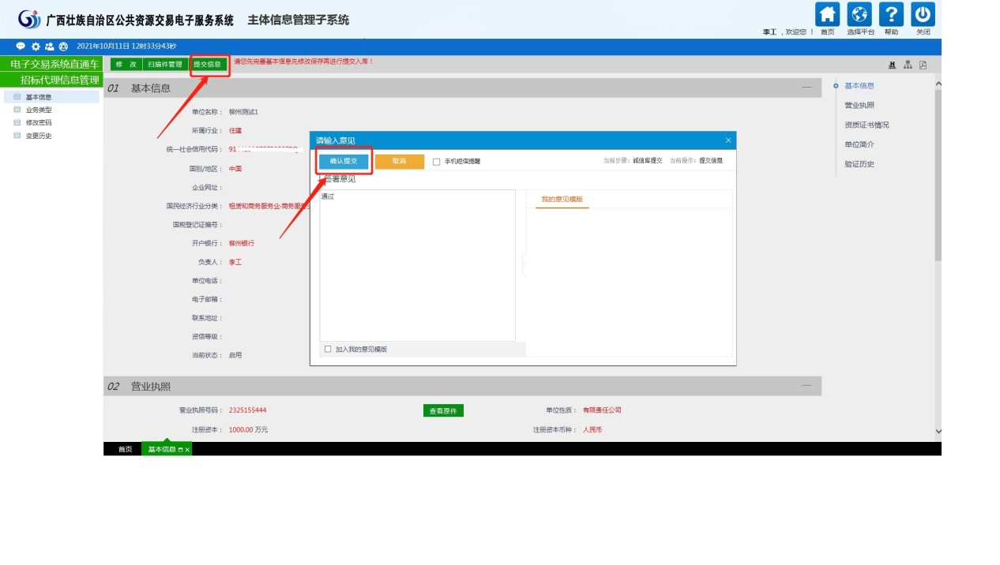 广西壮族自治区公共资源交易电子服务系统 主体信息管理子系统
李工 ，欢迎您 ！ 首页 选择平台 帮助 关闭
2021年10月11日 12时33分43秒
电子交易系统直通车
招标代理信息管理
基本信息
业务类型
修改密码
变更历史
修 改 扫描件管理 提交信息 请您先完善基本信息先修改保存再进行提交入库！
01 基本信息
单位名称： 柳州测试1
所属行业： 住建
统一社会信用代码：
国别/地区： 中国
企业网址：
国民经济行业分类： 租赁和商务服务业·商务服务
国税登记证编号：
开户银行： 柳州银行
负责人： 李工
单位电话：
电子邮箱：
联系地址：
资信等级：
当前状态： 启用
请输入意见
确认提交 取消 手机短信提醒 当前步骤： 诚信库提交 当前操作： 提交信息
签署意见
通过
我的意见模版
加入我的意见模版
基本信息
营业执照
资质证书情况
单位简介
验证历史
02 营业执照
营业执照号码： 2325155444 查看原件 单位性质： 有限责任公司
注册资本： 1000.00 万元 注册资本币种： 人民币
首页 基本信息